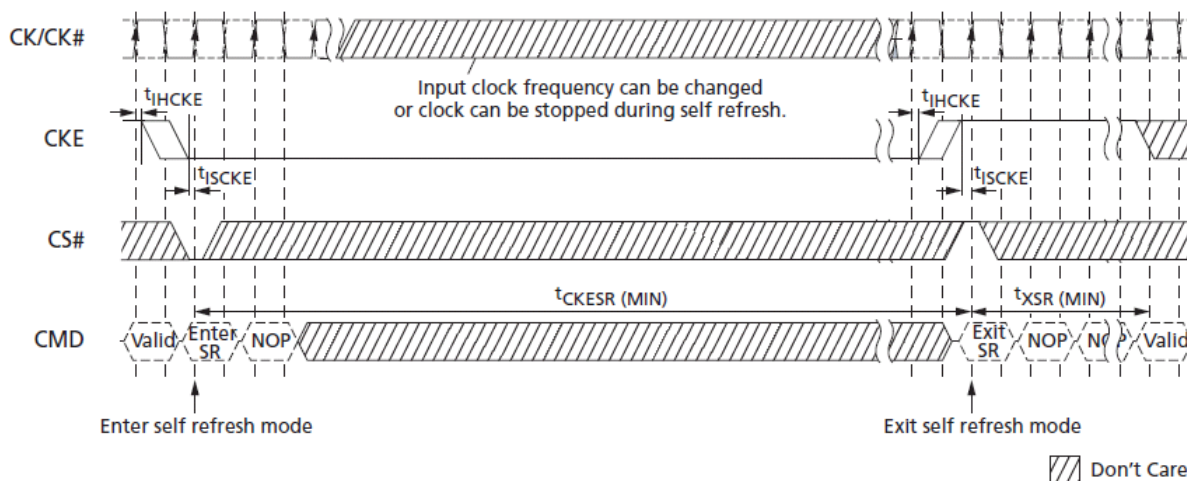 CK/CK#
Input clock frequency can be changed
or clock can be stopped during self refresh.
tIHCKE
tIHCKE
CKE
tISCKE
tISCKE
CS#
tCKESR (MIN)
tXSR (MIN)
CMD
Valid
Enter SR
NOP
Exit SR
NOP
NOP
Valid
Enter self refresh mode
Exit self refresh mode
Don't Care